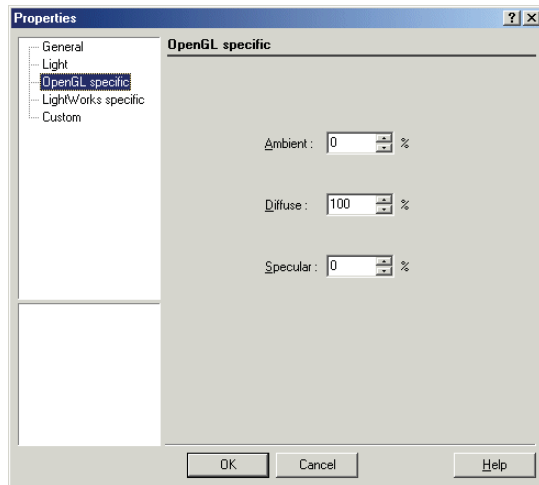 Properties
General
Light
OpenGL specific
LightWorks specific
Custom
OpenGL specific
Ambient : 0 %
Diffuse : 100 %
Specular : 0 %
OK
Cancel
Help